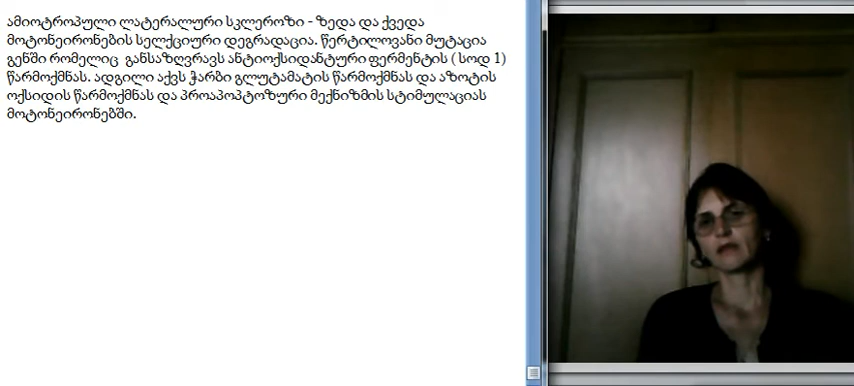 ამიოტროპული ლატერალური სკლეროზი - ზედა და ქვედა
მოტონეირონების სელქციური დეგრადაცია. წერტილოვანი მუტაცია
გენში რომელიც განსაზღვრავს ანტიოქსიდანტური ფერმენტის ( სოდ 1)
წარმოქმნას. ადგილი აქვს ჭარბი გლუტამატის წარმოქმნას და აზოტის
ოქსიდის წარმოქმნას და პროაპოპტოზური მექნიზმის სტიმულაციას
მოტონეირონებში.